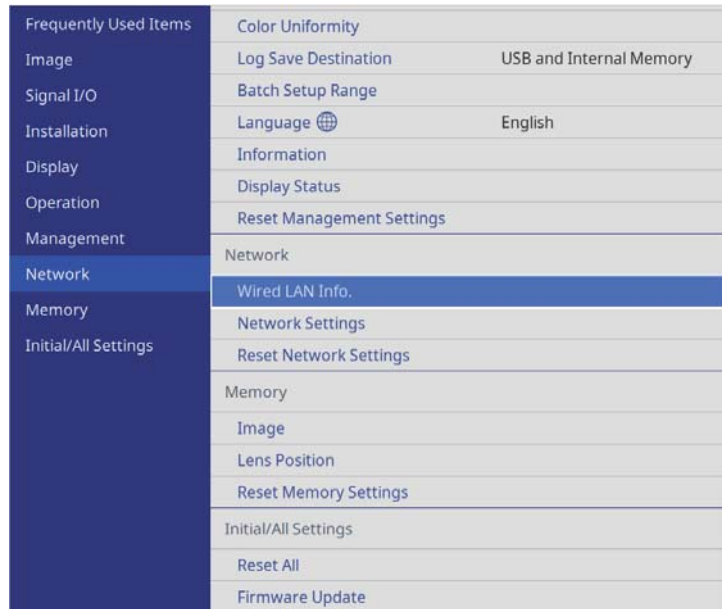 Frequently Used Items
Image
Signal I/O
Installation
Display
Operation
Management
Network
Memory
Initial/All Settings
Color Uniformity
Log Save Destination USB and Internal Memory
Batch Setup Range
Language English
Information
Display Status
Reset Management Settings
Network
Wired LAN Info.
Network Settings
Reset Network Settings
Memory
Image
Lens Position
Reset Memory Settings
Initial/All Settings
Reset All
Firmware Update